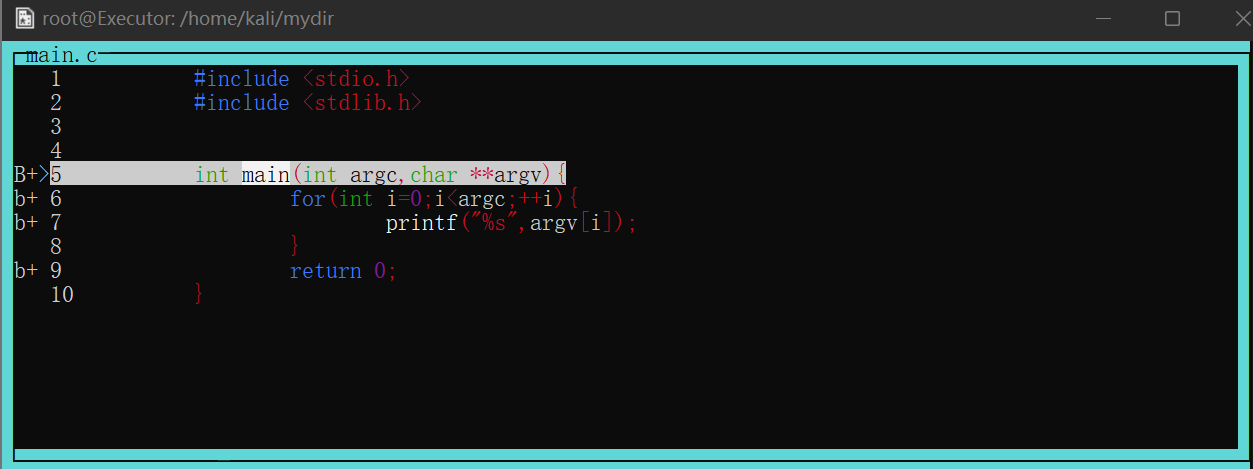 root@Executor: /home/kali/mydir
main.c
1 #include <stdio.h>
2 #include <stdlib.h>
3
4
B+>5 int main(int argc,char **argv){
b+ 6 for(int i=0;i<argc;++i){
b+ 7 printf("%s",argv[i]);
8 }
b+ 9 return 0;
10 }